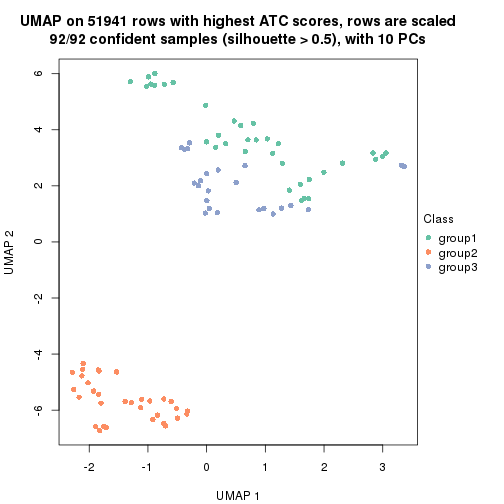 UMAP on 51941 rows with highest ATC scores, rows are scaled
92/92 confident samples (silhouette > 0.5), with 10 PCs
6
4
2
0
-2
-4
-6
UMAP 2
-2
-1
0
1
2
3
UMAP 1
Class
group1
group2
group3